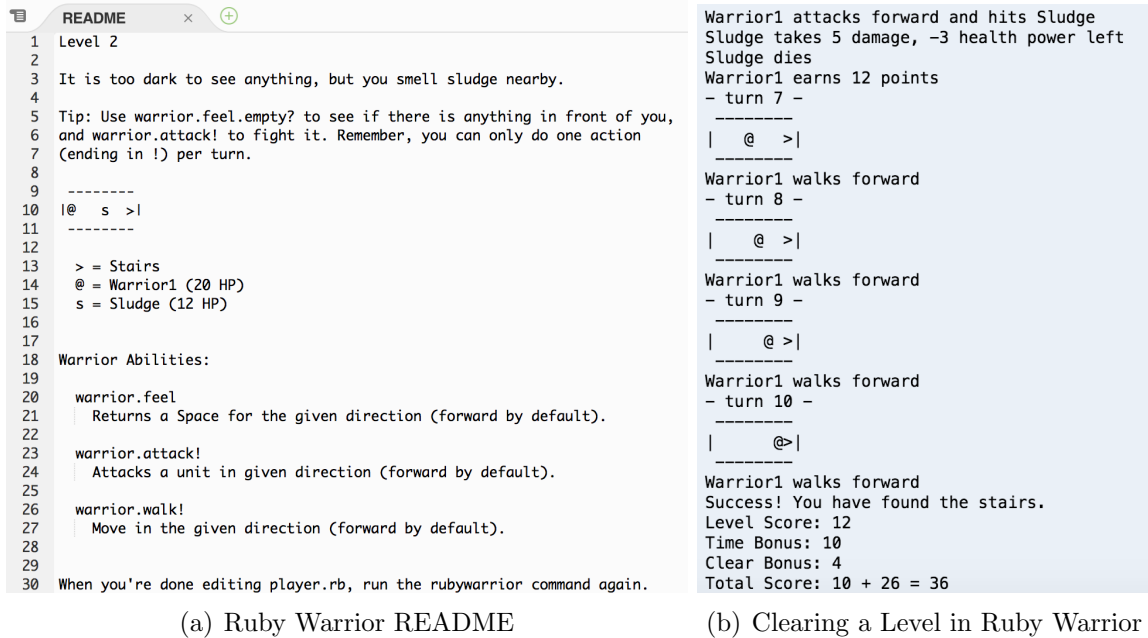 README ×
1 Level 2
2
3 It is too dark to see anything, but you smell sludge nearby.
4
5 Tip: Use warrior.feel.empty? to see if there is anything in front of you,
6 and warrior.attack! to fight it. Remember, you can only do one action
7 (ending in !) per turn.
8
9 --------
10 |@   s  >|
11 --------
12
13 > = Stairs
14 @ = Warrior1 (20 HP)
15 s = Sludge (12 HP)
16
17
18 Warrior Abilities:
19
20 warrior.feel
21 Returns a Space for the given direction (forward by default).
22
23 warrior.attack!
24 Attacks a unit in given direction (forward by default).
25
26 warrior.walk!
27 Move in the given direction (forward by default).
28
29
30 When you're done editing player.rb, run the rubywarrior command again.
(a) Ruby Warrior README
Warrior1 attacks forward and hits Sludge
Sludge takes 5 damage, -3 health power left
Sludge dies
Warrior1 earns 12 points
- turn 7 -
--------
|   @   >|
--------
Warrior1 walks forward
- turn 8 -
--------
|    @  >|
--------
Warrior1 walks forward
- turn 9 -
--------
|     @ >|
--------
Warrior1 walks forward
- turn 10 -
--------
|      @>|
--------
Warrior1 walks forward
Success! You have found the stairs.
Level Score: 12
Time Bonus: 10
Clear Bonus: 4
Total Score: 10 + 26 = 36
(b) Clearing a Level in Ruby Warrior